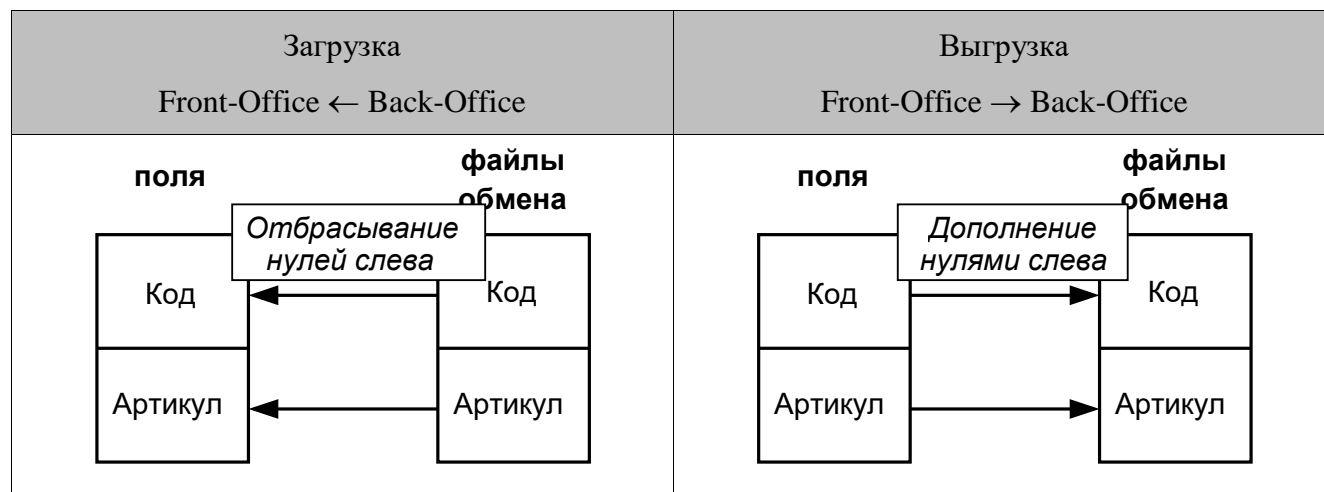 Загрузка
Front-Office ← Back-Office
Выгрузка
Front-Office → Back-Office
поля
файлы
обмена
Отбрасывание
нулей слева
Код
Код
Артикул
Артикул
поля
файлы
обмена
Дополнение
нулями слева
Код
Код
Артикул
Артикул